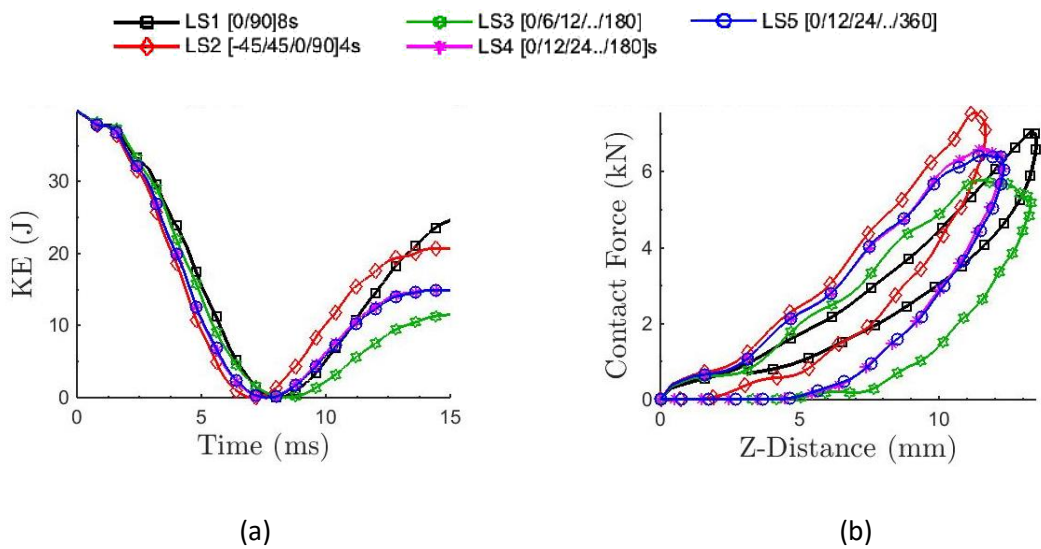 LS1 [0/90]8s LS3 [0/6/12/../180] LS5 [0/12/24/../360]
LS2 [-45/45/0/90]4s LS4 [0/12/24../180]s
KE (J)
30
20
10
0
0 5 10 15
Time (ms)
Contact Force (kN)
6
4
2
0
0 5 10
Z-Distance (mm)
(a) (b)